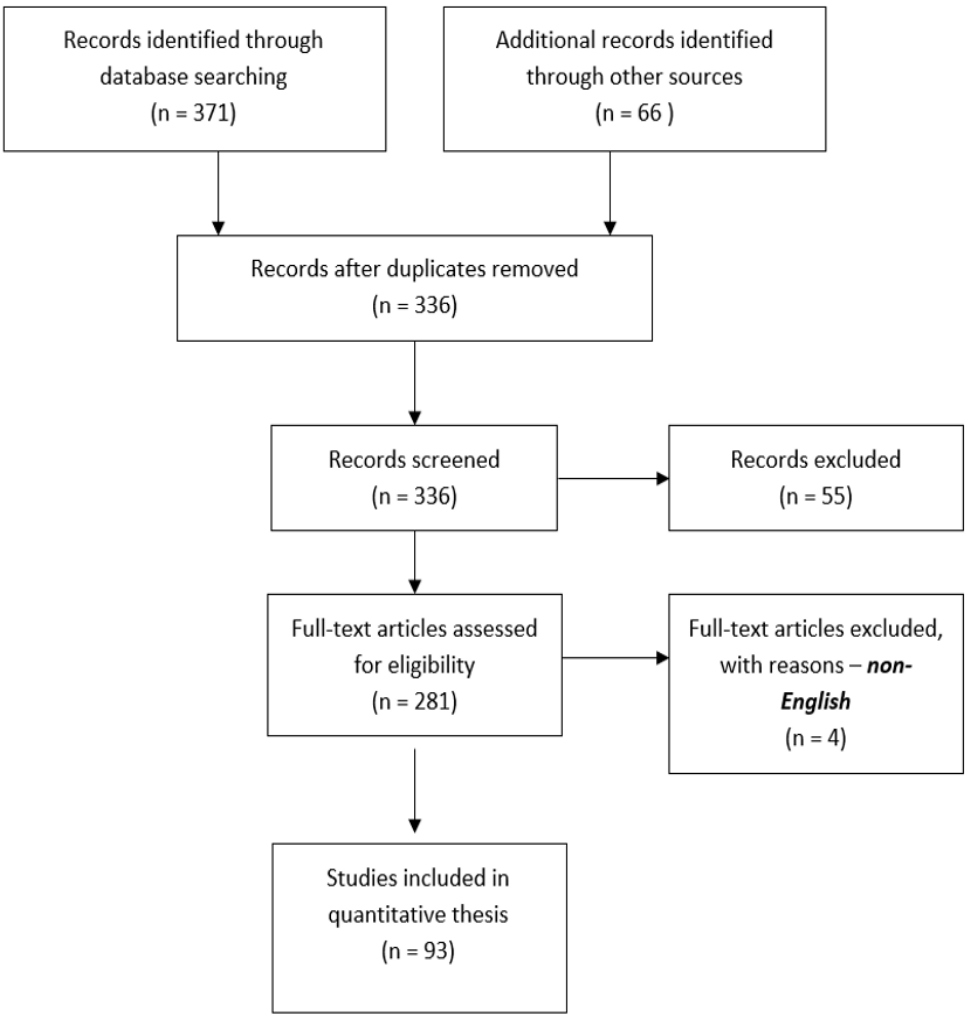 Records identified through
database searching
(n = 371)
Additional records identified
through other sources
(n = 66 )
Records after duplicates removed
(n = 336)
Records screened
(n = 336)
Records excluded
(n = 55)
Full-text articles assessed
for eligibility
(n = 281)
Full-text articles excluded,
with reasons – non-
English
(n = 4)
Studies included in
quantitative thesis
(n = 93)